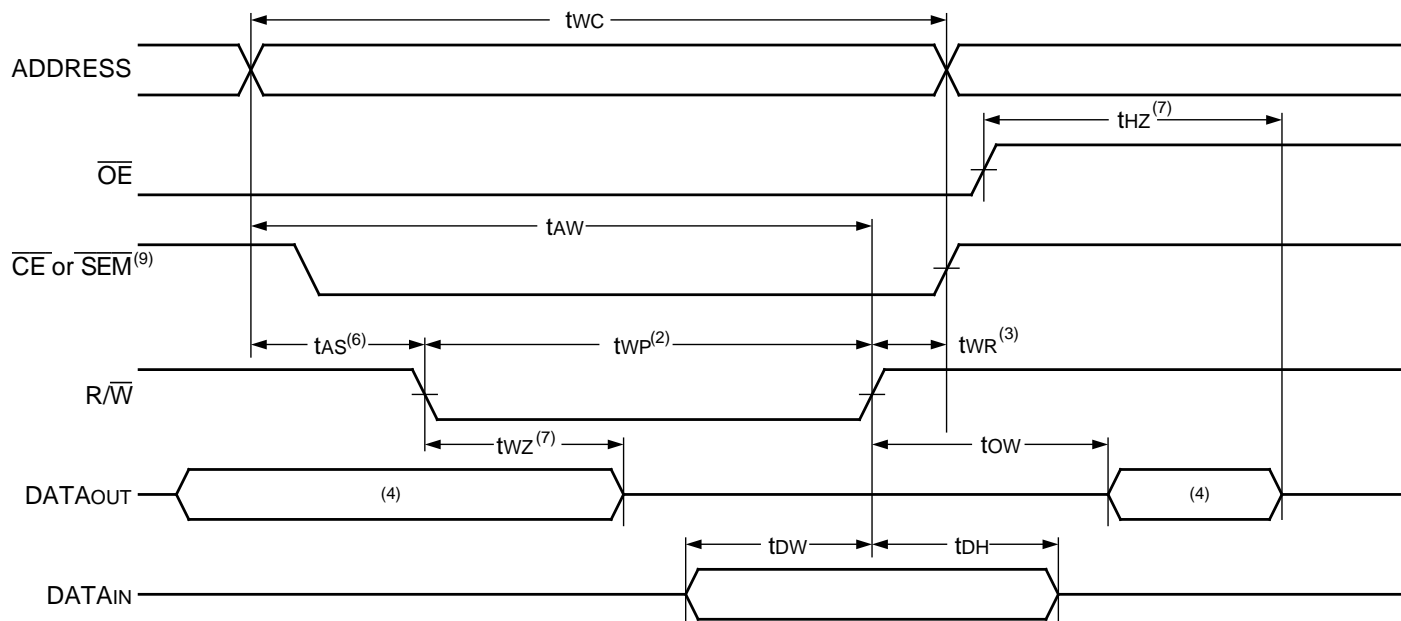 tWC
ADDRESS
tHZ(7)
OE
tAW
CE or SEM(9)
tAS(6)
tWP(2)
tWR(3)
R/W
tWZ(7)
tOW
DATAOUT
(4)
(4)
tDW
tDH
DATAIN